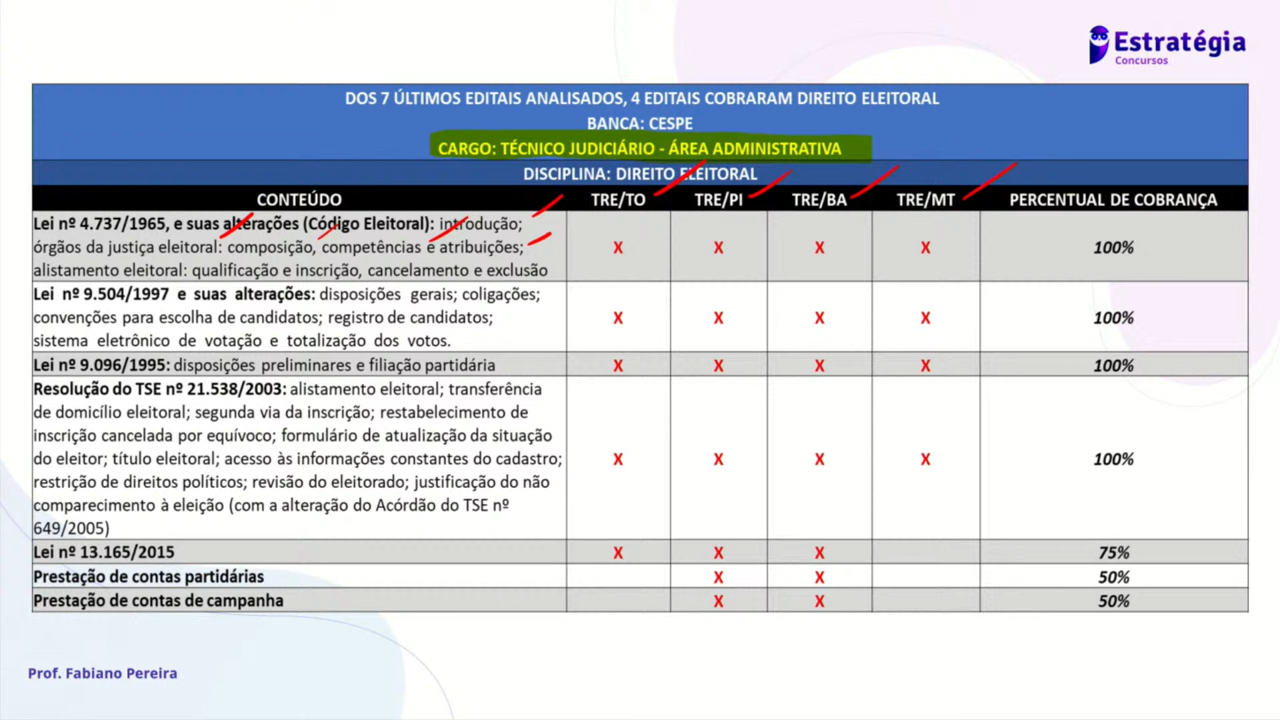 Estratégia
Concursos
DOS 7 ÚLTIMOS EDITAIS ANALISADOS, 4 EDITAIS COBRARAM DIREITO ELEITORAL
BANCA: CESPE
CARGO: TÉCNICO JUDICIÁRIO - ÁREA ADMINISTRATIVA
DISCIPLINA: DIREITO ELEITORAL
CONTEÚDO TRE/TO TRE/PI TRE/BA TRE/MT PERCENTUAL DE COBRANÇA
Lei nº 4.737/1965, e suas alterações (Código Eleitoral): introdução;
órgãos da justiça eleitoral: composição, competências e atribuições;
alistamento eleitoral: qualificação e inscrição, cancelamento e exclusão
X X X X 100%
Lei nº 9.504/1997 e suas alterações: disposições gerais; coligações;
convenções para escolha de candidatos; registro de candidatos;
sistema eletrônico de votação e totalização dos votos.
X X X X 100%
Lei nº 9.096/1995: disposições preliminares e filiação partidária X X X X 100%
Resolução do TSE nº 21.538/2003: alistamento eleitoral; transferência
de domicílio eleitoral; segunda via da inscrição; restabelecimento de
inscrição cancelada por equívoco; formulário de atualização da situação
do eleitor; título eleitoral; acesso às informações constantes do cadastro;
restrição de direitos políticos; revisão do eleitorado; justificação do não
comparecimento à eleição (com a alteração do Acórdão do TSE nº
649/2005)
X X X X 100%
Lei nº 13.165/2015 X X X 75%
Prestação de contas partidárias X X 50%
Prestação de contas de campanha X X 50%
Prof. Fabiano Pereira